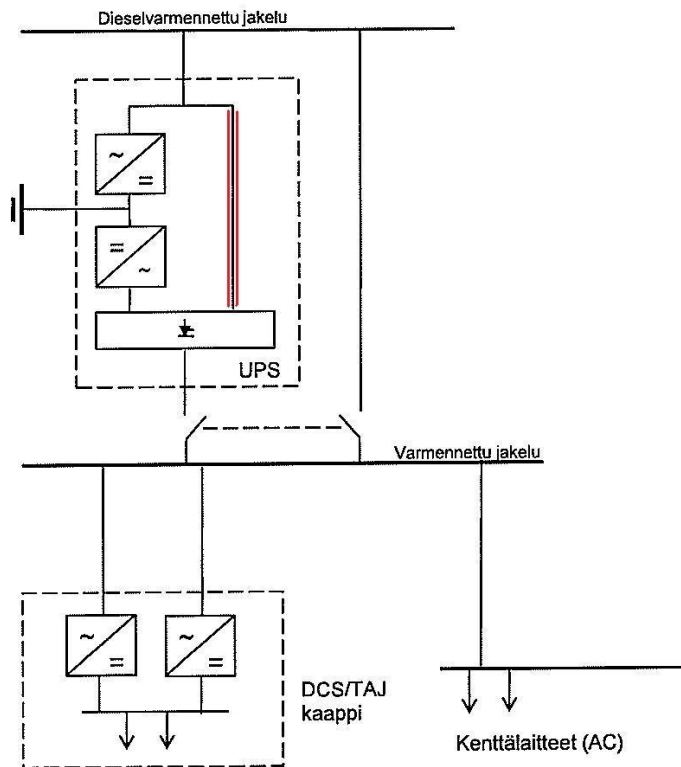 Dieselvarmennettu jakelu
~
=
=
~
UPS
Varmennettu jakelu
~
=
~
=
DCS/TAJ
kaappi
Kenttälaitteet (AC)